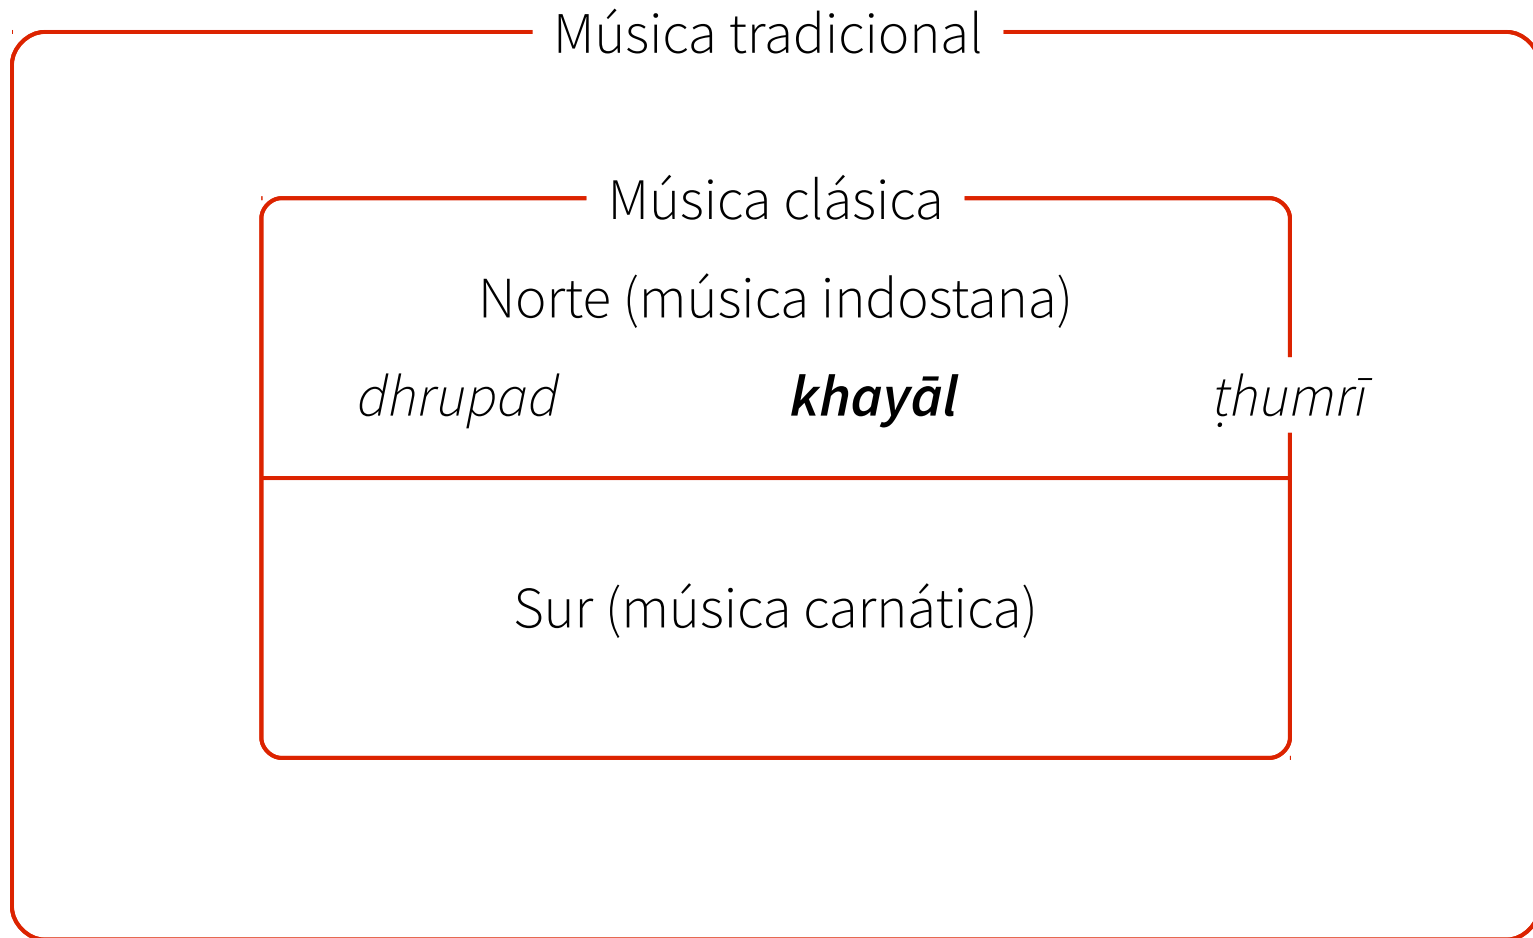 Música tradicional
Música clásica
Norte (música indostana)
dhrupad khayāl ṭhumrī
Sur (música carnática)